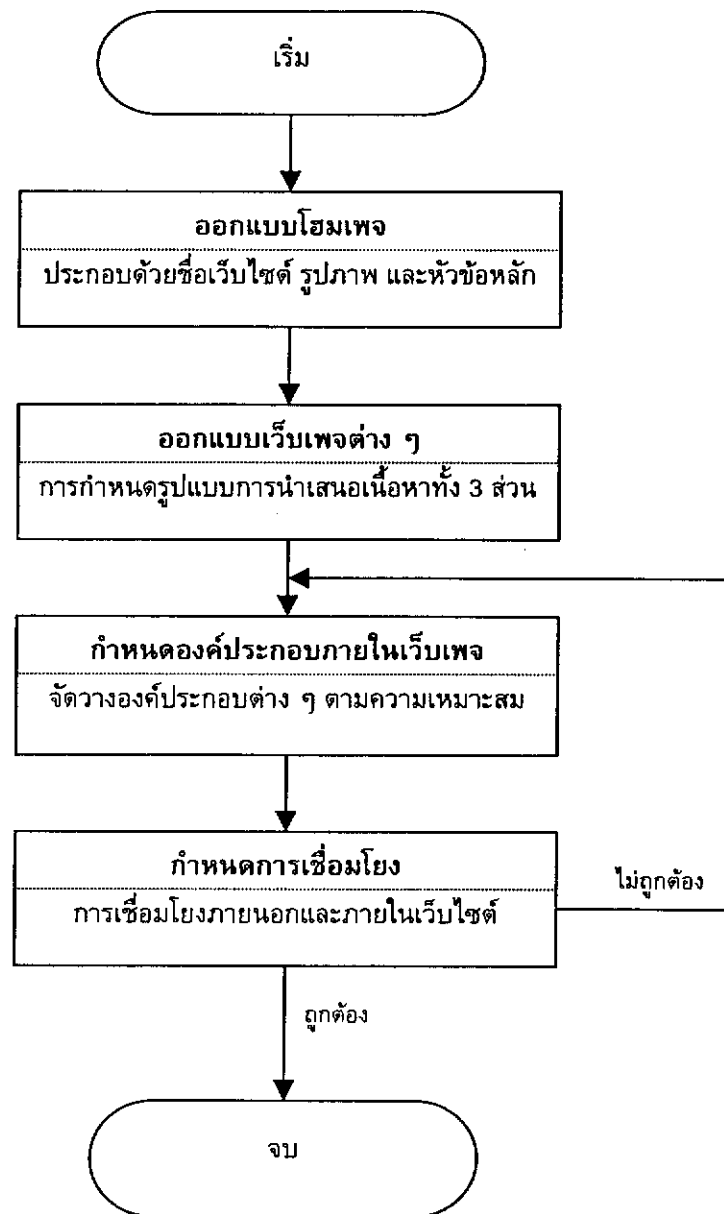 เริ่ม
ออกแบบโฮมเพจ
ประกอบด้วยชื่อเว็บไซต์ รูปภาพ และหัวข้อหลัก
ออกแบบเว็บเพจต่าง ๆ
การกำหนดรูปแบบการนำเสนอเนื้อหาทั้ง 3 ส่วน
กำหนดองค์ประกอบภายในเว็บเพจ
จัดวางองค์ประกอบต่าง ๆ ตามความเหมาะสม
กำหนดการเชื่อมโยง
ไม่ถูกต้อง
การเชื่อมโยงภายนอกและภายในเว็บไซต์
ถูกต้อง
จบ